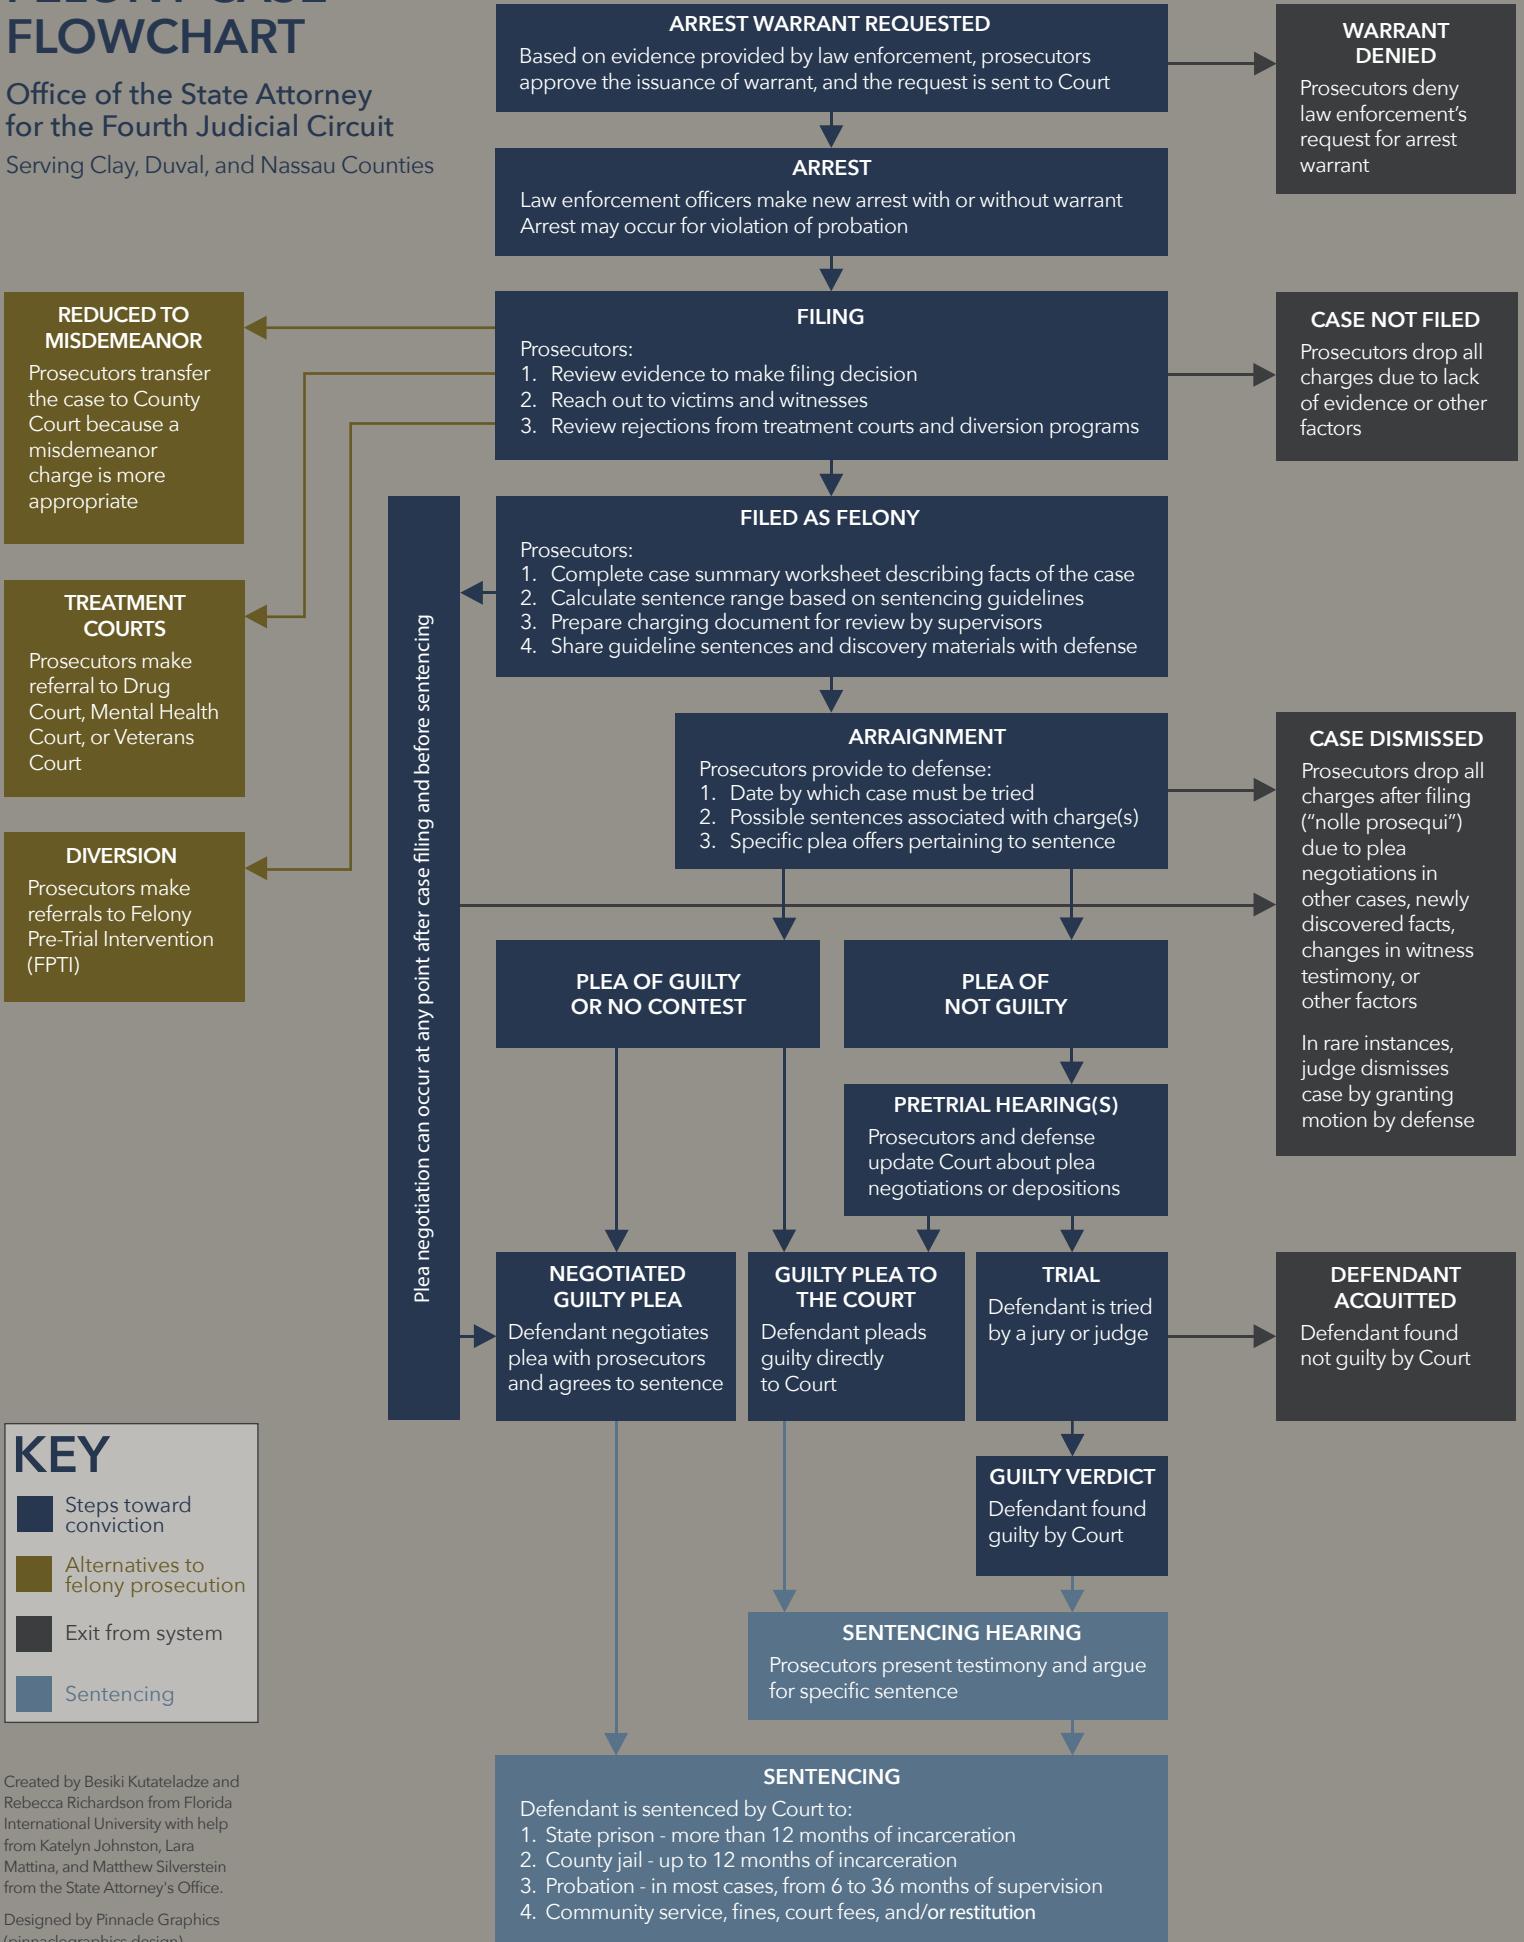 FELONY CASE
FLOWCHART
Office of the State Attorney
for the Fourth Judicial Circuit
Serving Clay, Duval, and Nassau Counties
ARREST WARRANT REQUESTED
Based on evidence provided by law enforcement, prosecutors
approve the issuance of warrant, and the request is sent to Court
WARRANT
DENIED
Prosecutors deny
law enforcement's
request for arrest
warrant
ARREST
Law enforcement officers make new arrest with or without warrant
Arrest may occur for violation of probation
REDUCED TO
MISDEMEANOR
Prosecutors transfer
the case to County
Court because a
misdemeanor
charge is more
appropriate
FILING
Prosecutors:
1. Review evidence to make filing decision
2. Reach out to victims and witnesses
3. Review rejections from treatment courts and diversion programs
CASE NOT FILED
Prosecutors drop all
charges due to lack
of evidence or other
factors
TREATMENT
COURTS
Prosecutors make
referral to Drug
Court, Mental Health
Court, or Veterans
Court
DIVERSION
Prosecutors make
referrals to Felony
Pre-Trial Intervention
(FPTI)
Plea negotiation can occur at any point after case filing and before sentencing
FILED AS FELONY
Prosecutors:
1. Complete case summary worksheet describing facts of the case
2. Calculate sentence range based on sentencing guidelines
3. Prepare charging document for review by supervisors
4. Share guideline sentences and discovery materials with defense
ARRAIGNMENT
Prosecutors provide to defense:
1. Date by which case must be tried
2. Possible sentences associated with charge(s)
3. Specific plea offers pertaining to sentence
CASE DISMISSED
Prosecutors drop all
charges after filing
(“nolle prosequi”)
due to plea
negotiations in
other cases, newly
discovered facts,
changes in witness
testimony, or
other factors
In rare instances,
judge dismisses
case by granting
motion by defense
PLEA OF GUILTY
OR NO CONTEST
PLEA OF
NOT GUILTY
PRETRIAL HEARING(S)
Prosecutors and defense
update Court about plea
negotiations or depositions
NEGOTIATED
GUILTY PLEA
Defendant negotiates
plea with prosecutors
and agrees to sentence
GUILTY PLEA TO
THE COURT
Defendant pleads
guilty directly
to Court
TRIAL
Defendant is tried
by a jury or judge
DEFENDANT
ACQUITTED
Defendant found
not guilty by Court
GUILTY VERDICT
Defendant found
guilty by Court
SENTENCING HEARING
Prosecutors present testimony and argue
for specific sentence
SENTENCING
Defendant is sentenced by Court to:
1. State prison - more than 12 months of incarceration
2. County jail - up to 12 months of incarceration
3. Probation - in most cases, from 6 to 36 months of supervision
4. Community service, fines, court fees, and/or restitution
KEY
Steps toward
conviction
Alternatives to
felony prosecution
Exit from system
Sentencing
Created by Besiki Kutateladze and
Rebecca Richardson from Florida
International University with help
from Katelyn Johnston, Lara
Mattina, and Matthew Silverstein
from the State Attorney's Office.
Designed by Pinnacle Graphics
(pinnaclegraphics.design)